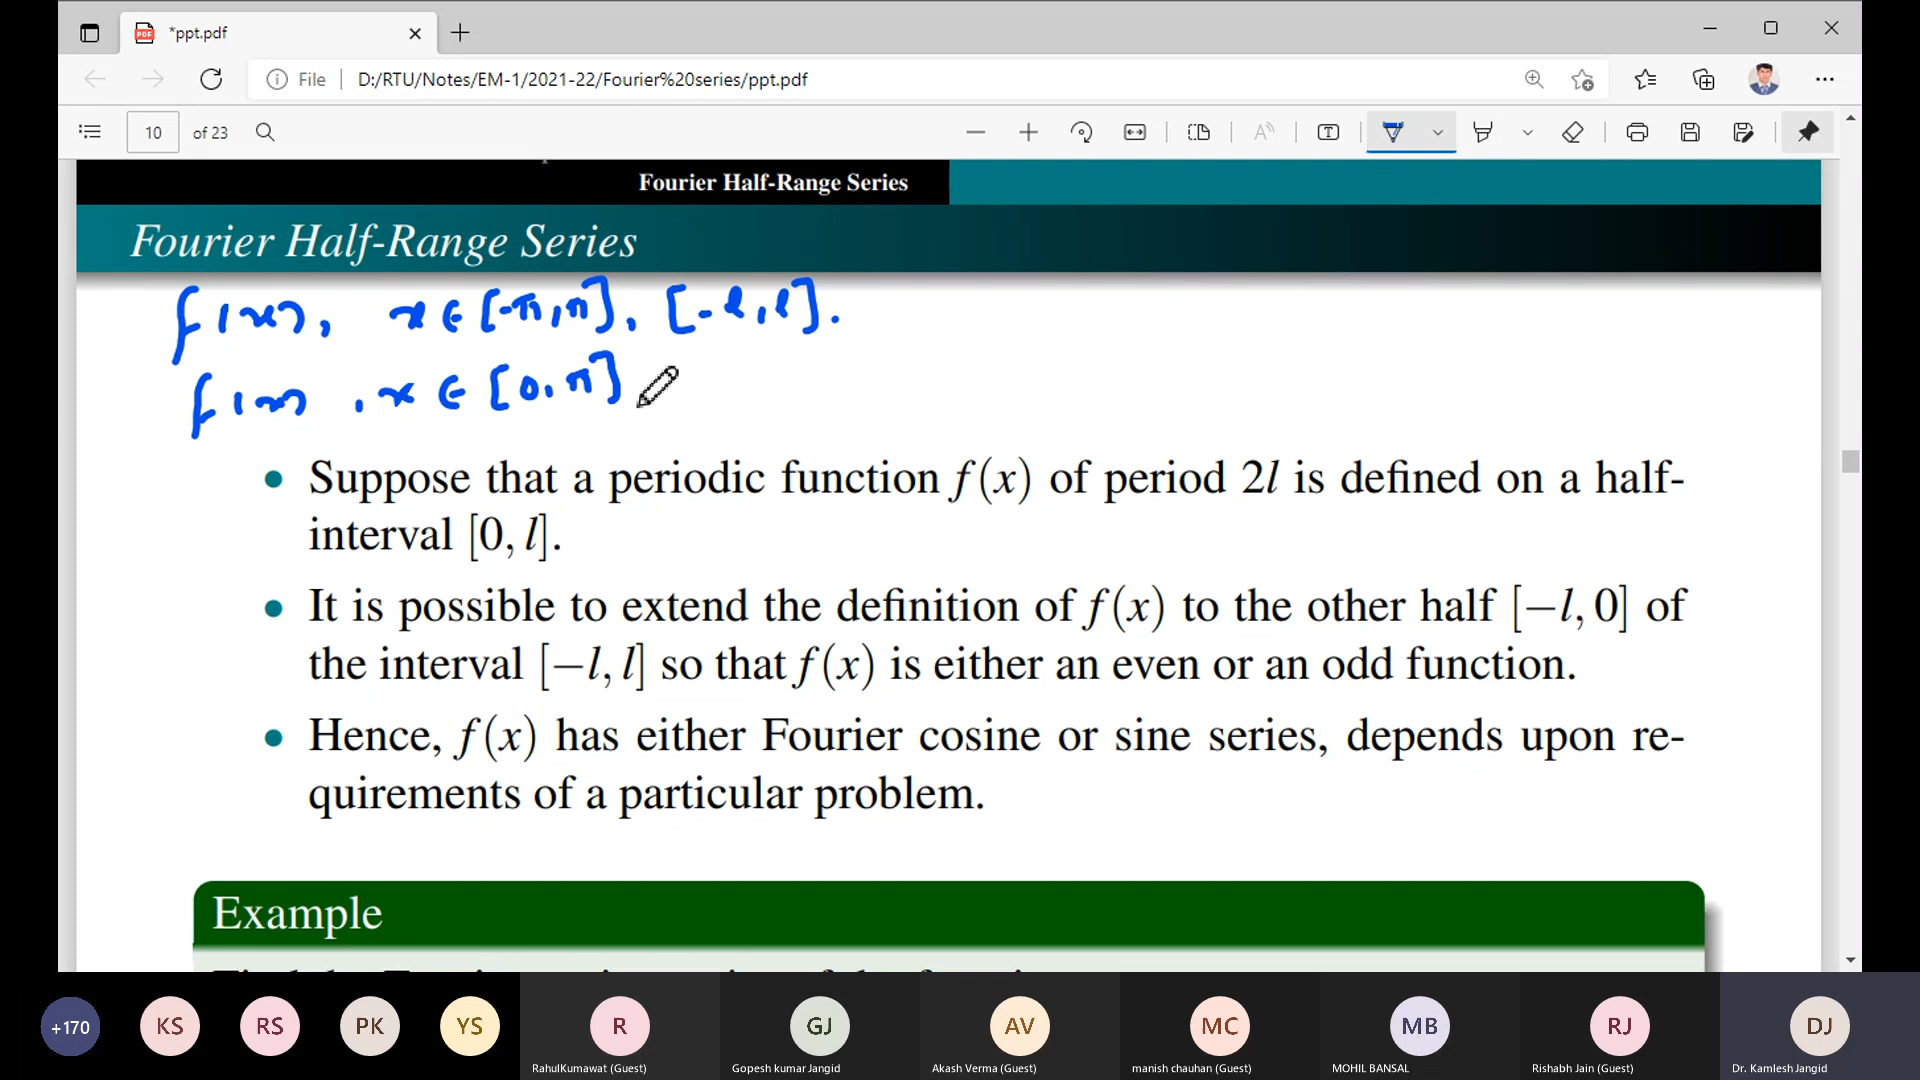 *ppt.pdf
File
D:/RTU/Notes/EM-1/2021-22/Fourier%20series/ppt.pdf
10 of 23
Fourier Half-Range Series
Fourier Half-Range Series
f(x), x ∈ [-π, π], [-l, l].
f(x), x ∈ [0, π]
• Suppose that a periodic function f(x) of period 2l is defined on a half-
interval [0, l].
• It is possible to extend the definition of f(x) to the other half [−l, 0] of
the interval [−l, l] so that f(x) is either an even or an odd function.
• Hence, f(x) has either Fourier cosine or sine series, depends upon re-
quirements of a particular problem.
Example
+170 KS RS PK YS R GJ AV MC MB RJ DJ
RahulKumawat (Guest) Gopesh kumar Jangid Akash Verma (Guest) manish chauhan (Guest) MOHIL BANSAL Rishabh Jain (Guest) Dr. Kamlesh Jangid